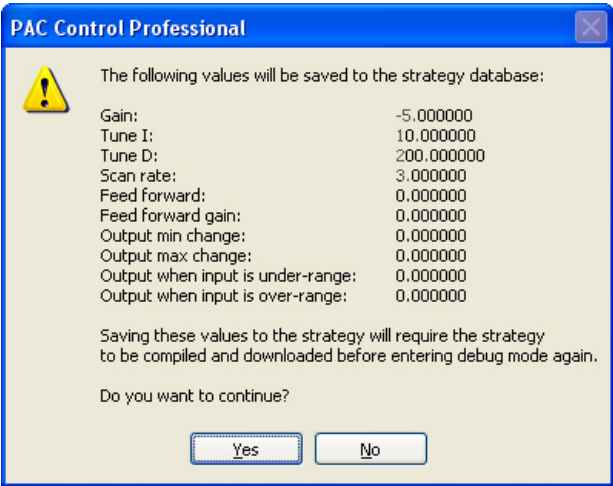 PAC Control Professional
The following values will be saved to the strategy database:
Gain: -5.000000
Tune I: 10.000000
Tune D: 200.000000
Scan rate: 3.000000
Feed forward: 0.000000
Feed forward gain: 0.000000
Output min change: 0.000000
Output max change: 0.000000
Output when input is under-range: 0.000000
Output when input is over-range: 0.000000
Saving these values to the strategy will require the strategy
to be compiled and downloaded before entering debug mode again.
Do you want to continue?
Yes No